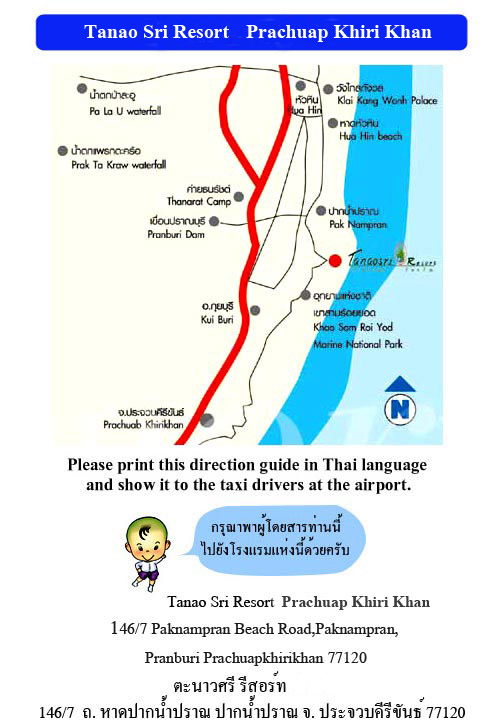 Tanao Sri Resort Prachuap Khiri Khan
น้ำตกป่าละอู
Pa La U waterfall
หัวหิน
Hua Hin
วังไกลกังวล
Klai Kang Wanh Palace
หาดหัวหิน
Hua Hin beach
น้ำตกแพรกตะคร้อ
Prak Ta Kraw waterfall
ค่ายธนรัชต์
Thanarat Camp
เขื่อนปราณบุรี
Pranburi Dam
ปากน้ำปราณ
Pak Nampran
Tanaosri Resort
อุทยานแห่งชาติ
เขาสามร้อยยอด
Khao Sam Roi Yod
Marine National Park
อ.กุยบุรี
Kui Buri
N
จ.ประจวบคีรีขันธ์
Prachuab Khirikhan
Please print this direction guide in Thai language
and show it to the taxi drivers at the airport.
กรุณาพาผู้โดยสารท่านนี้
ไปยังโรงแรมแห่งนี้ด้วยครับ
Tanao Sri Resort Prachuap Khiri Khan
146/7 Paknampran Beach Road,Paknampran,
Pranburi Prachuapkhirikhan 77120
ตะนาวศรี รีสอร์ท
146/7 ถ. หาดปากน้ำปราณ ปากน้ำปราณ จ. ประจวบคีรีขันธ์ 77120